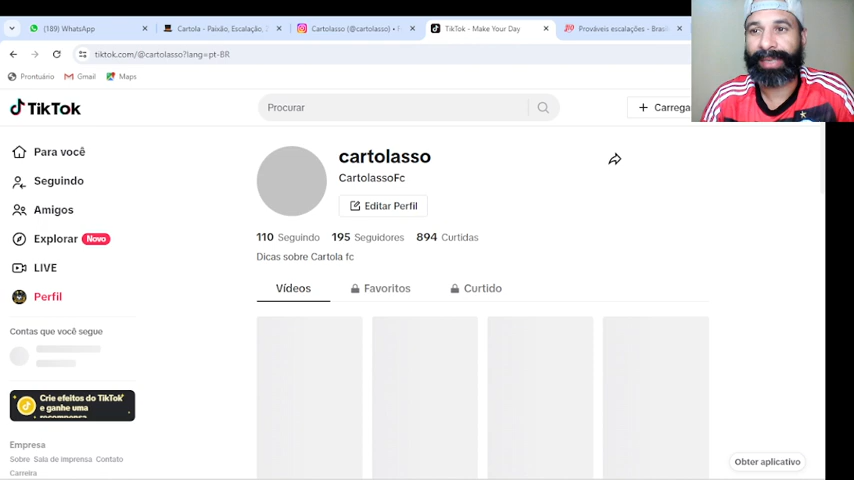 (189) WhatsApp
Cartola - Paixão, Escalação,
Cartolasso (@cartolasso) •
TikTok - Make Your Day
Prováveis escalações - Brasil
tiktok.com/@cartolasso?lang=pt-BR
Prontuário
Gmail
Maps
TikTok
Procurar
Carrega
Para você
Seguindo
Amigos
Explorar Novo
LIVE
Perfil
cartolasso
CartolassoFc
Editar Perfil
110 Seguindo 195 Seguidores 894 Curtidas
Dicas sobre Cartola fc
Vídeos Favoritos Curtido
Contas que você segue
Crie efeitos do TikTok
e ganhe uma
recompensa
Empresa
Sobre Sala de imprensa Contato
Carreira
Obter aplicativo